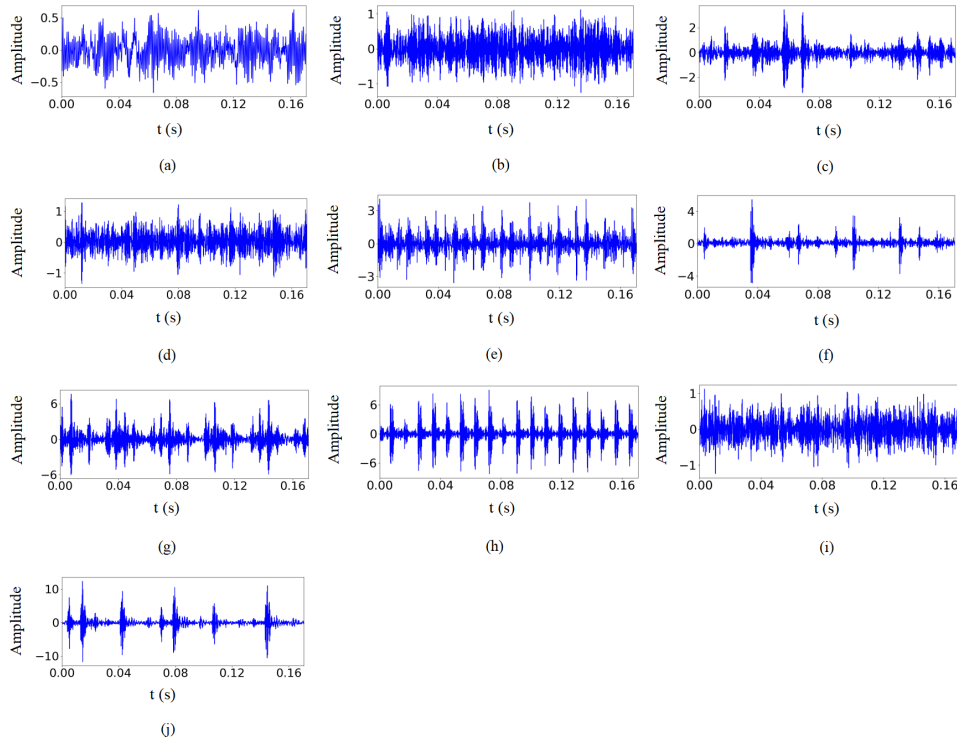 Amplitude
0.5
0.0
−0.5
0.00 0.04 0.08 0.12 0.16
t (s)
(a)
Amplitude
1
0
−1
0.00 0.04 0.08 0.12 0.16
t (s)
(b)
Amplitude
2
0
−2
0.00 0.04 0.08 0.12 0.16
t (s)
(c)
Amplitude
1
0
−1
0.00 0.04 0.08 0.12 0.16
t (s)
(d)
Amplitude
3
0
−3
0.00 0.04 0.08 0.12 0.16
t (s)
(e)
Amplitude
4
0
−4
0.00 0.04 0.08 0.12 0.16
t (s)
(f)
Amplitude
6
0
−6
0.00 0.04 0.08 0.12 0.16
t (s)
(g)
Amplitude
6
0
−6
0.00 0.04 0.08 0.12 0.16
t (s)
(h)
Amplitude
1
0
−1
0.00 0.04 0.08 0.12 0.16
t (s)
(i)
Amplitude
10
0
−10
0.00 0.04 0.08 0.12 0.16
t (s)
(j)